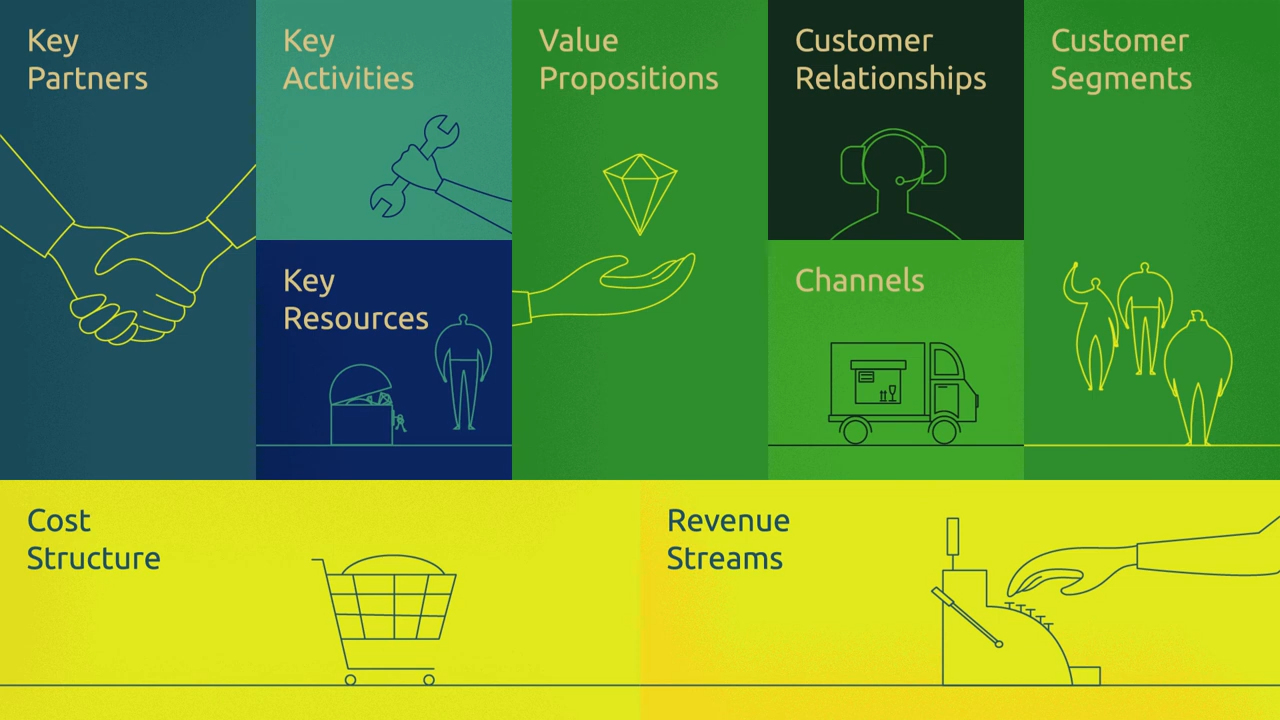 Key
Partners
Key
Activities
Key
Resources
Value
Propositions
Customer
Relationships
Channels
Customer
Segments
Cost
Structure
Revenue
Streams